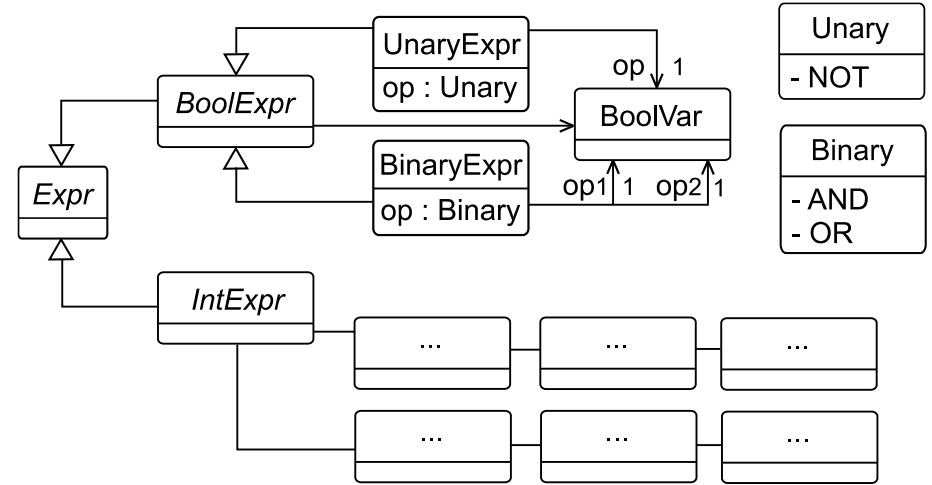 UnaryExpr
op : Unary
op 1
BoolExpr
BoolVar
BinaryExpr
op : Binary
op1 1 op2 1
Expr
IntExpr
... ... ...
... ... ...
Unary
- NOT
Binary
- AND
- OR